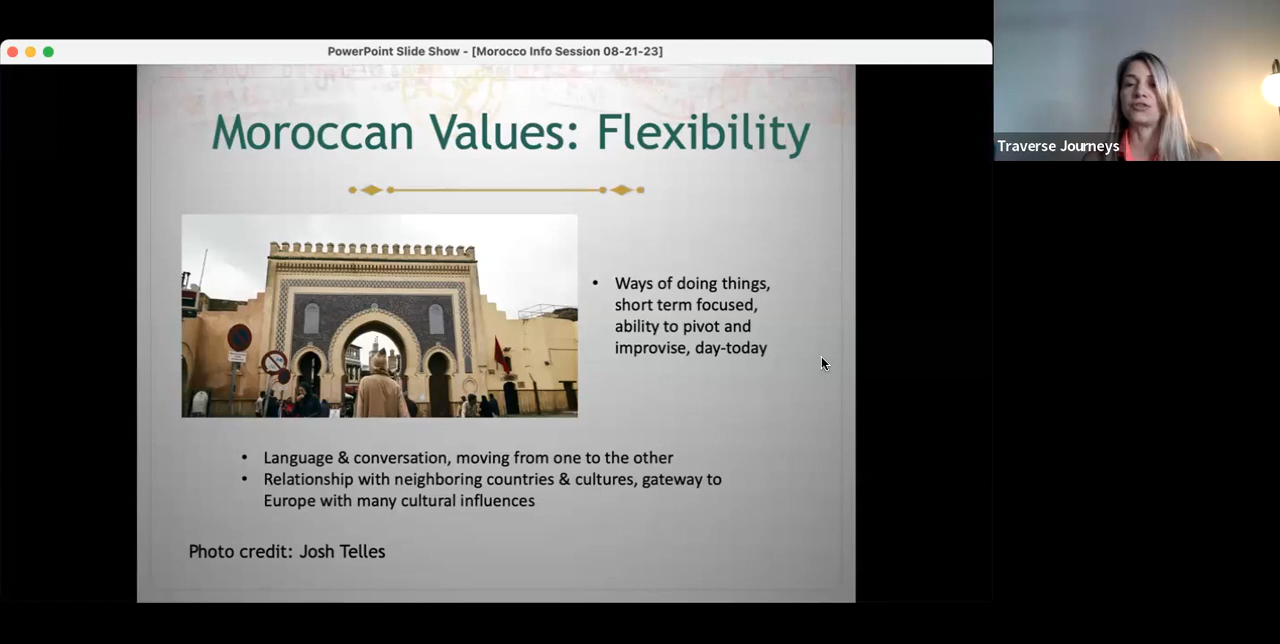 PowerPoint Slide Show - [Morocco Info Session 08-21-23]
Traverse Journeys
Moroccan Values: Flexibility
• Ways of doing things,
short term focused,
ability to pivot and
improvise, day-today
• Language & conversation, moving from one to the other
• Relationship with neighboring countries & cultures, gateway to
Europe with many cultural influences
Photo credit: Josh Telles